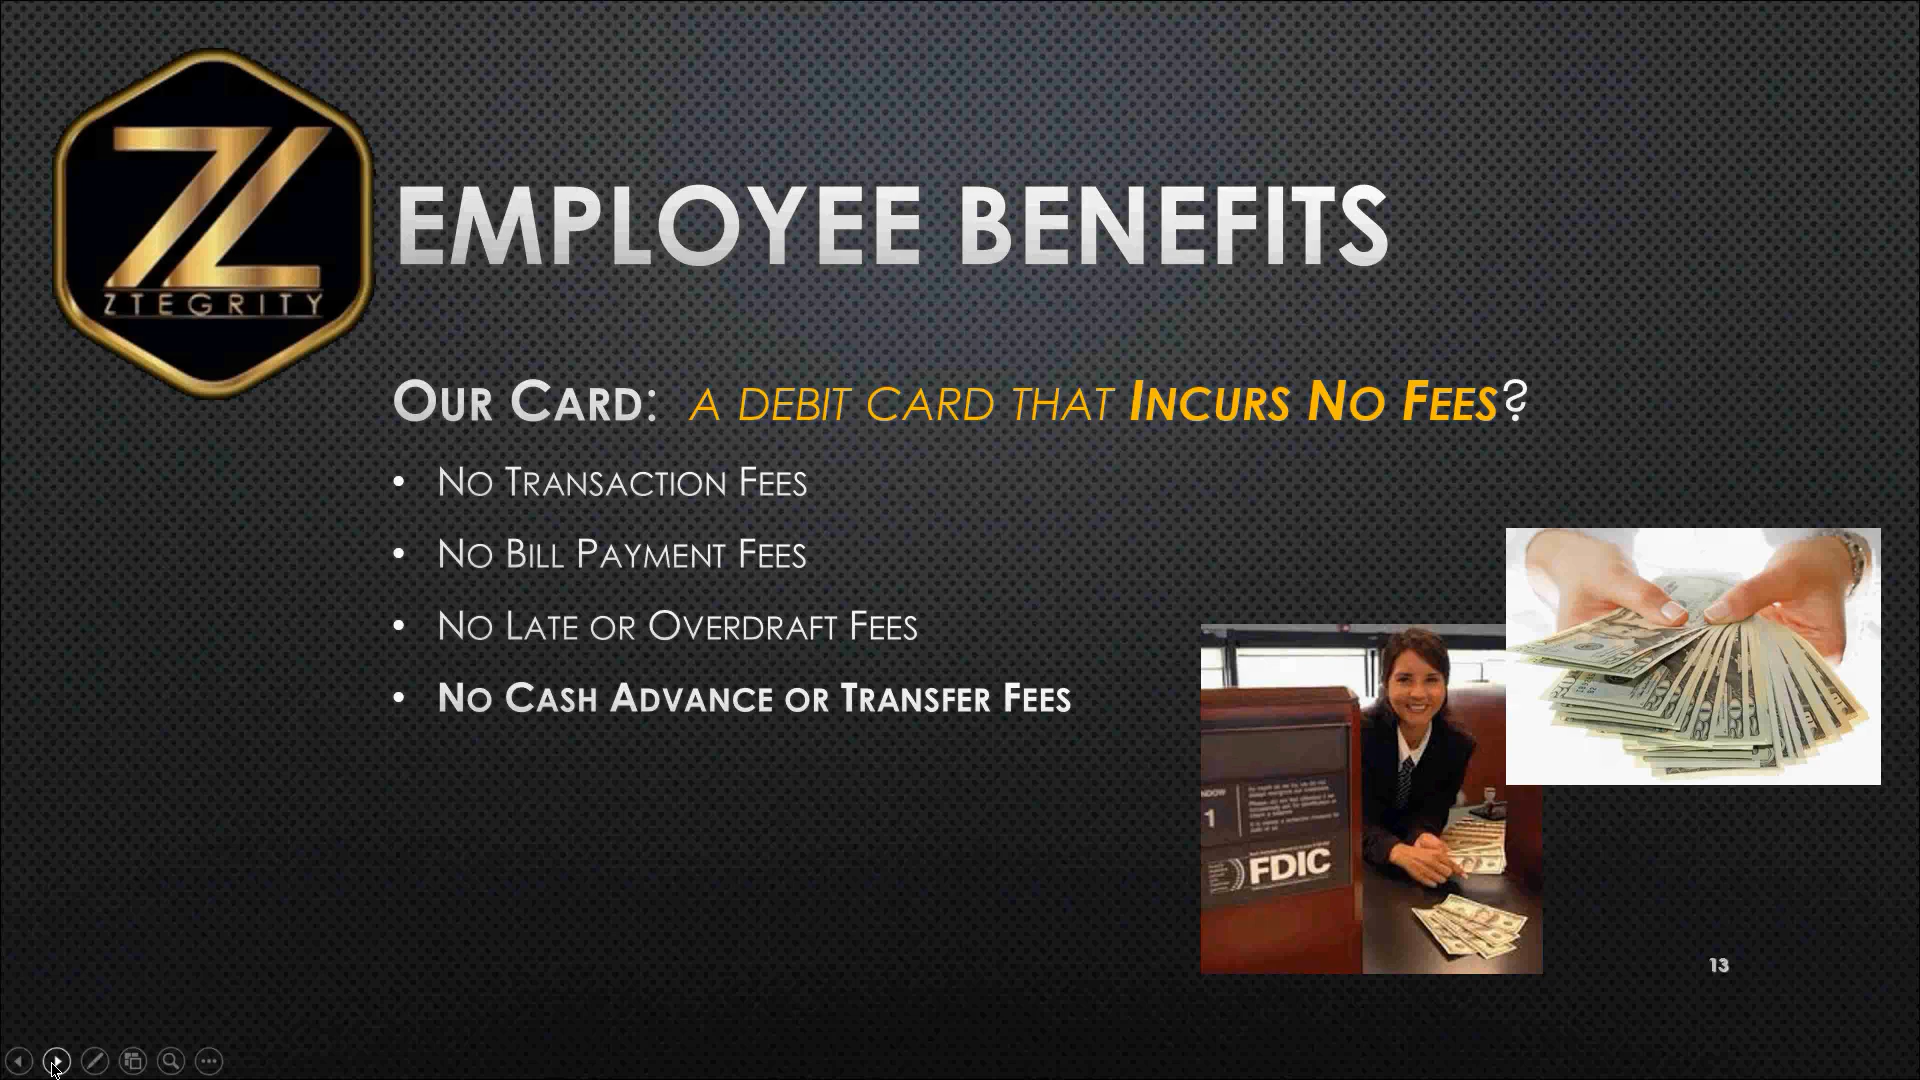 ZTEGRITY
EMPLOYEE BENEFITS
OUR CARD: A DEBIT CARD THAT INCURS NO FEES?
• NO TRANSACTION FEES
• NO BILL PAYMENT FEES
• NO LATE OR OVERDRAFT FEES
• NO CASH ADVANCE OR TRANSFER FEES
1
FDIC
13